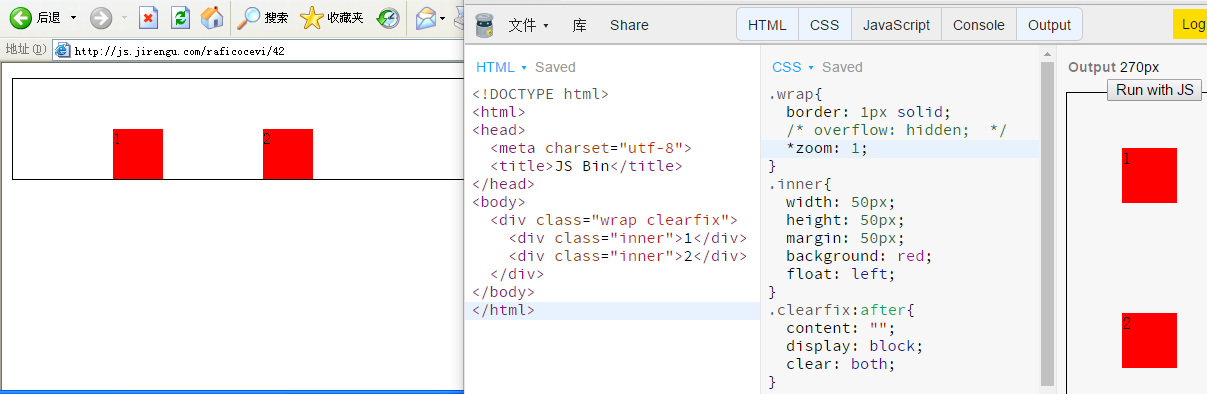 后退
搜索
收藏夹
地址(D)
http://js.jirengu.com/raficocevi/42
1
2
文件
库
Share
HTML
CSS
JavaScript
Console
Output
Log
HTML Saved
<!DOCTYPE html>
<html>
<head>
<meta charset="utf-8">
<title>JS Bin</title>
</head>
<body>
<div class="wrap clearfix">
<div class="inner">1</div>
<div class="inner">2</div>
</div>
</body>
</html>
CSS Saved
.wrap{
border: 1px solid;
/* overflow: hidden;  */
*zoom: 1;
}
.inner{
width: 50px;
height: 50px;
margin: 50px;
background: red;
float: left;
}
.clearfix:after{
content: "";
display: block;
clear: both;
}
Output 270px
Run with JS
1
2